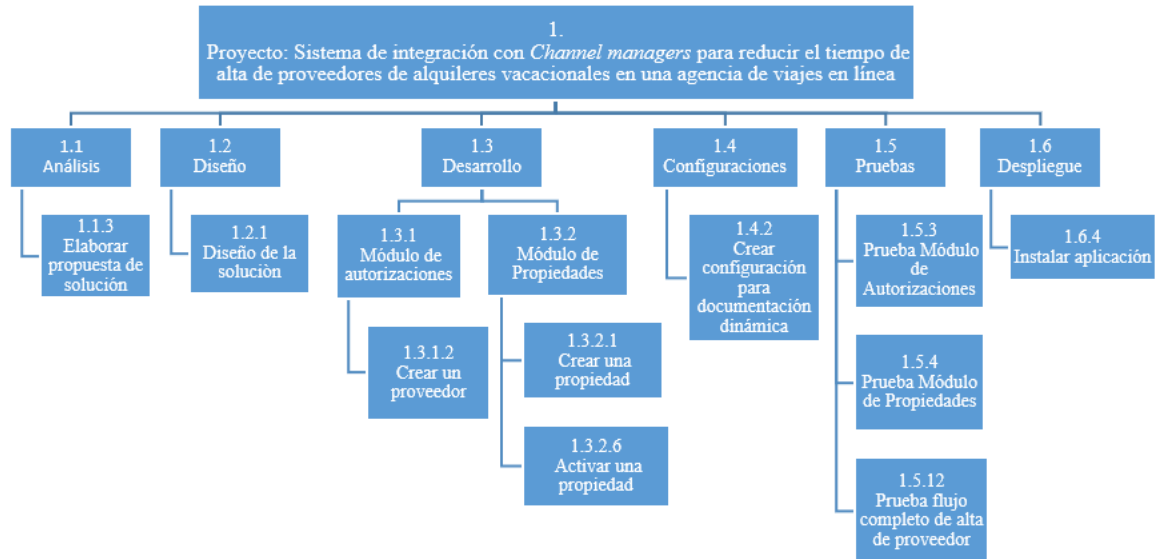 1.
Proyecto: Sistema de integración con Channel managers para reducir el tiempo de
alta de proveedores de alquileres vacacionales en una agencia de viajes en línea
1.1
Análisis
1.2
Diseño
1.3
Desarrollo
1.4
Configuraciones
1.5
Pruebas
1.6
Despliegue
1.1.3
Elaborar
propuesta de
solución
1.2.1
Diseño de la
soluciòn
1.3.1
Módulo de
autorizaciones
1.3.2
Módulo de
Propiedades
1.4.2
Crear
configuración
para
documentación
dinámica
1.5.3
Prueba Módulo
de
Autorizaciones
1.6.4
Instalar aplicación
1.3.1.2
Crear un
proveedor
1.3.2.1
Crear una
propiedad
1.5.4
Prueba Módulo
de Propiedades
1.3.2.6
Activar una
propiedad
1.5.12
Prueba flujo
completo de alta
de proveedor